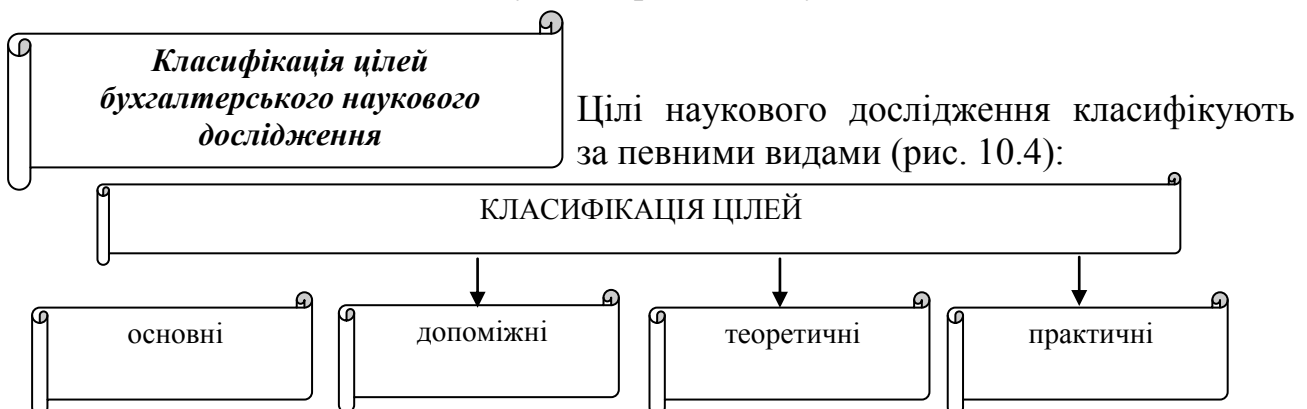 Класифікація цілей
бухгалтерського наукового
дослідження
Цілі наукового дослідження класифікують
за певними видами (рис. 10.4):
КЛАСИФІКАЦІЯ ЦІЛЕЙ
основні
допоміжні
теоретичні
практичні